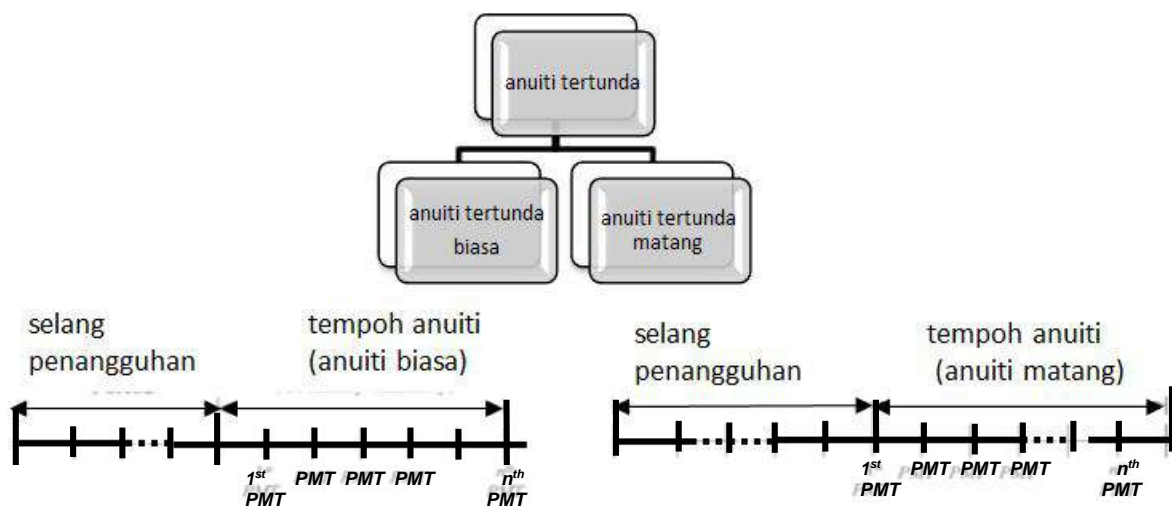 anuiti tertunda
anuiti tertunda
biasa
anuiti tertunda
matang
selang
penangguhan
tempoh anuiti
(anuiti biasa)
1st
PMT
PMT
PMT
PMT
nth
PMT
selang
penangguhan
tempoh anuiti
(anuiti matang)
1st
PMT
PMT
PMT
PMT
nth
PMT